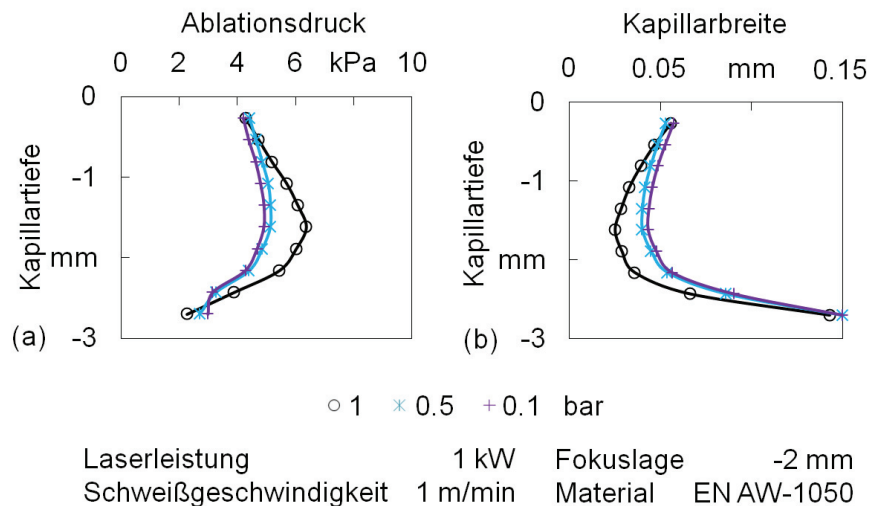 Ablationsdruck
0 2 4 6 kPa 10
0
-1
mm
-3
Kapillartiefe
(a)
Kapillarbreite
0 0.05 mm 0.15
0
-1
mm
-3
Kapillartiefe
(b)
1 0.5 0.1 bar
Laserleistung 1 kW Fokuslage -2 mm
Schweißgeschwindigkeit 1 m/min Material EN AW-1050